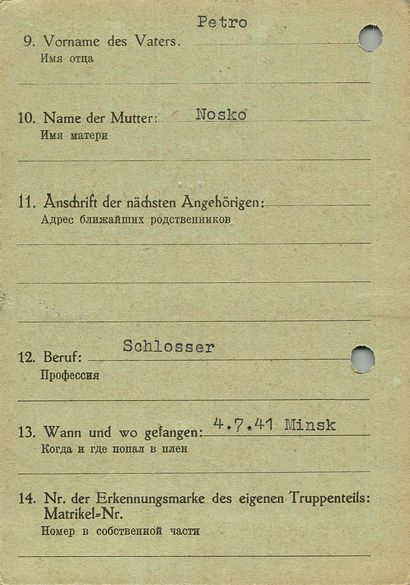 Petro
9. Vorname des Vaters.
Имя отца
10. Name der Mutter: Nosko
Имя матери
11. Anschrift der nächsten Angehörigen:
Адрес ближайших родственников
Schlosser
12. Beruf:
Профессия
13. Wann und wo gefangen: 4.7.41 Minsk
Когда и где попал в плен
14. Nr. der Erkennungsmarke des eigenen Truppenteils:
Matrikel-Nr.
Номер в собственной части